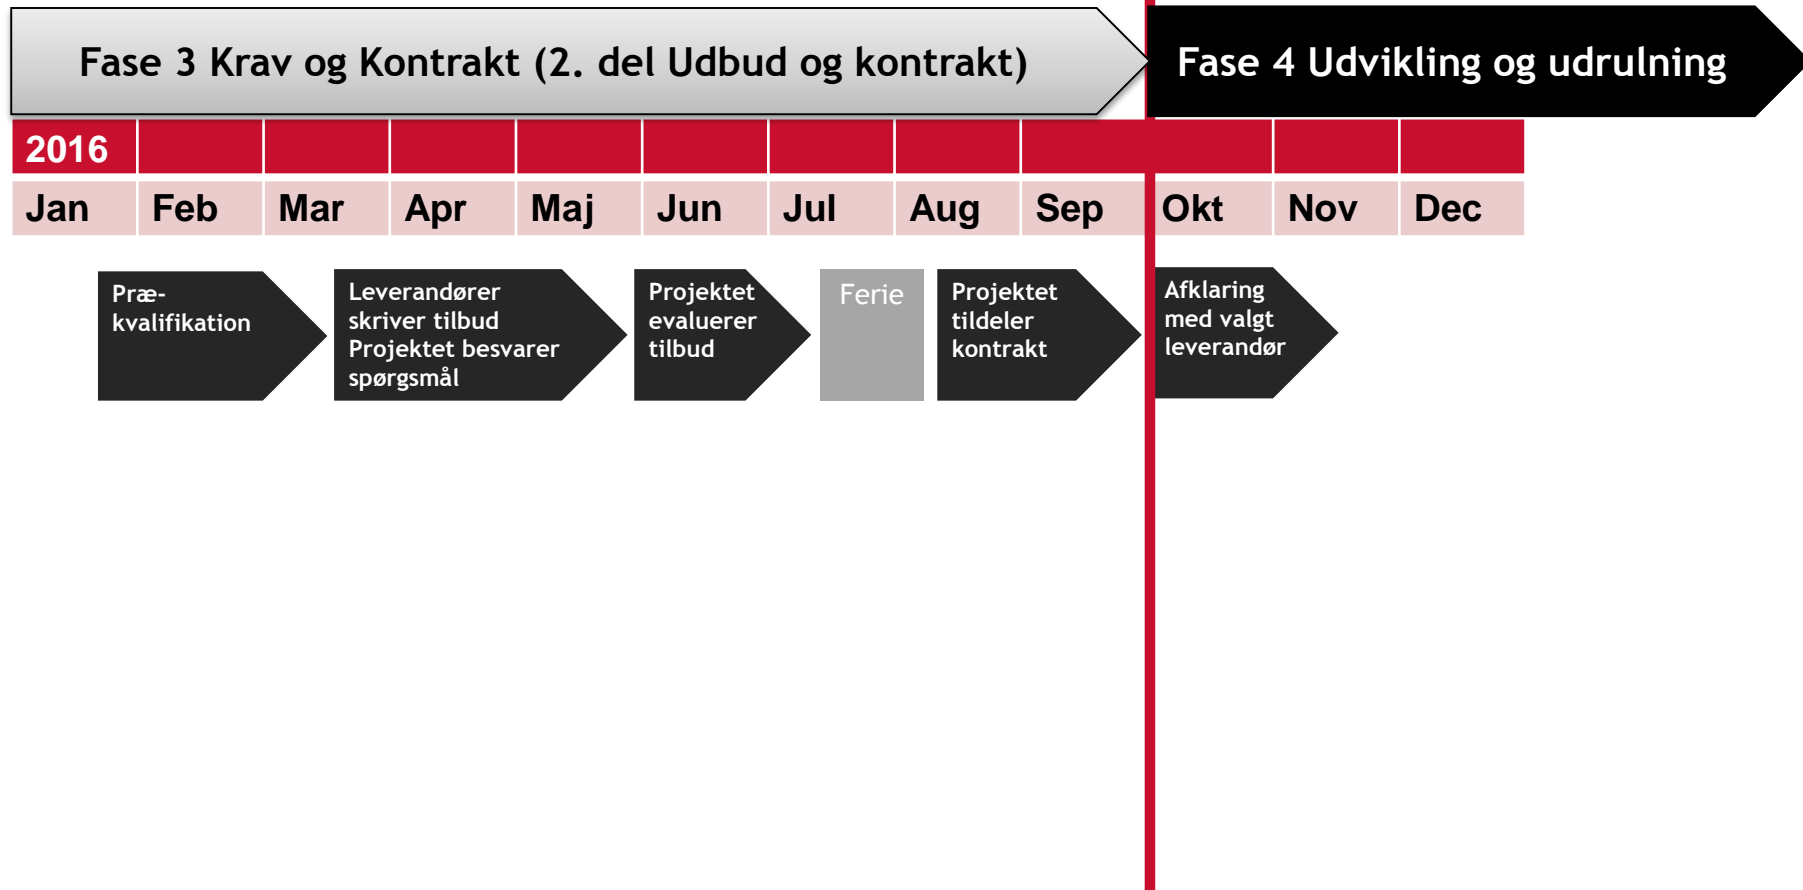 Fase 3 Krav og Kontrakt (2. del Udbud og kontrakt)
Fase 4 Udvikling og udrulning
2016
Jan Feb Mar Apr Maj Jun Jul Aug Sep Okt Nov Dec
Præ-
kvalifikation
Leverandører
skriver tilbud
Projektet besvarer
spørgsmål
Projektet
evaluerer
tilbud
Ferie
Projektet
tildeler
kontrakt
Afklaring
med valgt
leverandør